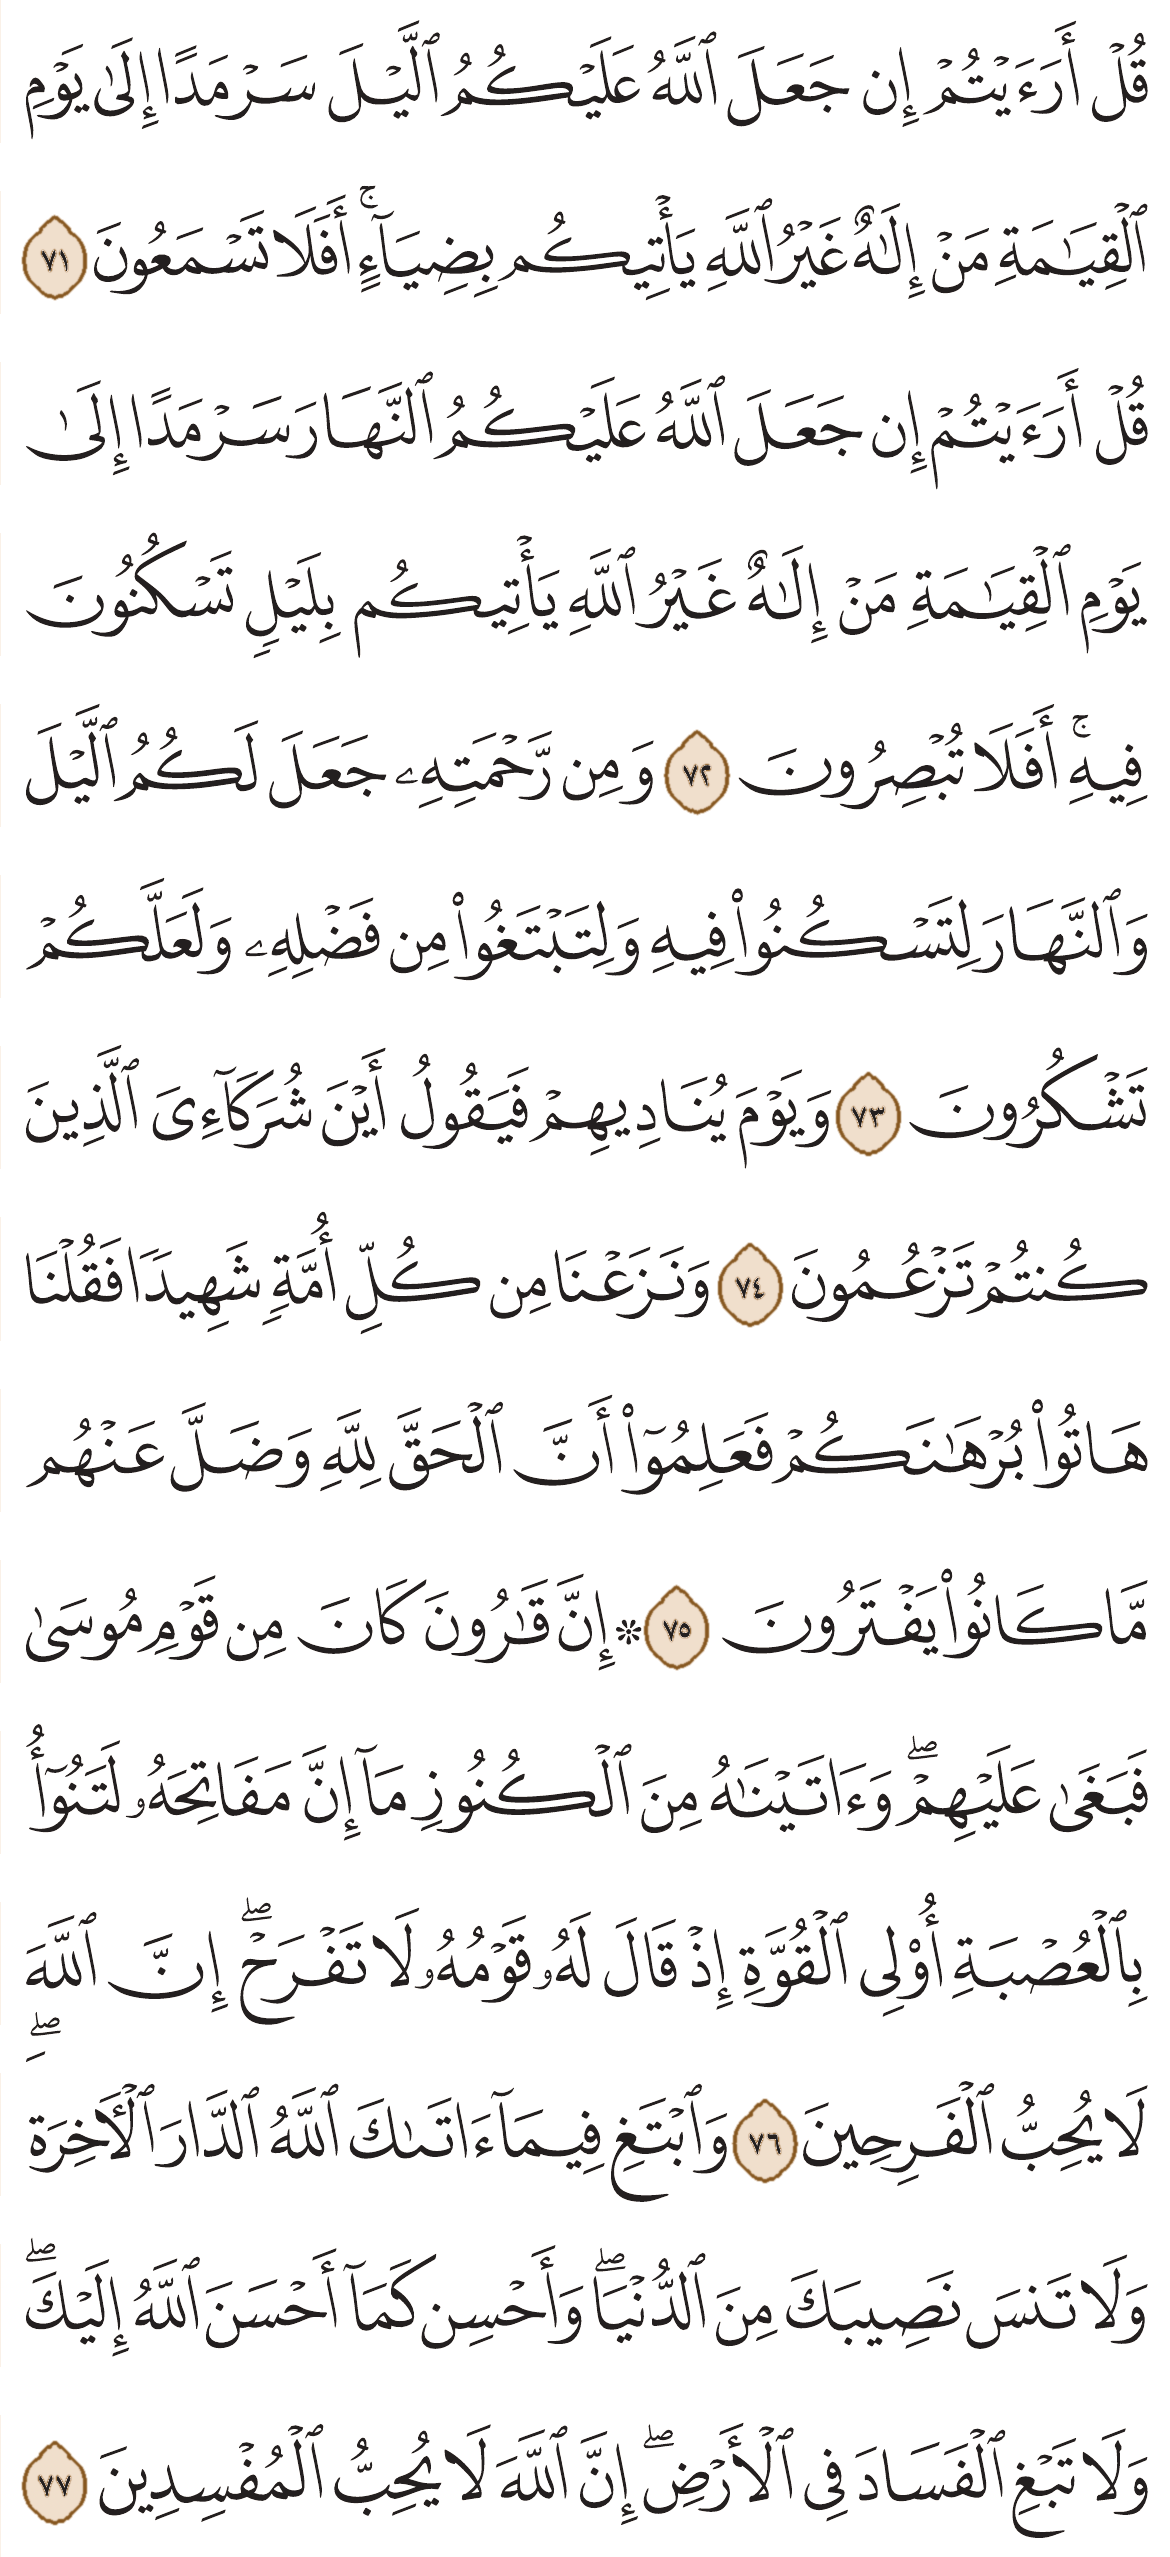 قُلْ أَرَءَيْتُمْ إِن جَعَلَ ٱللَّهُ عَلَيْكُمُ ٱلَّيْلَ سَرْمَدًا إِلَىٰ يَوْمِ
ٱلْقِيَـٰمَةِ مَنْ إِلَـٰهٌ غَيْرُ ٱللَّهِ يَأْتِيكُم بِضِيَآءٍ ۚ أَفَلَا تَسْمَعُونَ ٧١
قُلْ أَرَءَيْتُمْ إِن جَعَلَ ٱللَّهُ عَلَيْكُمُ ٱلنَّهَارَ سَرْمَدًا إِلَىٰ
يَوْمِ ٱلْقِيَـٰمَةِ مَنْ إِلَـٰهٌ غَيْرُ ٱللَّهِ يَأْتِيكُم بِلَيْلٍ تَسْكُنُونَ
فِيهِ ۚ أَفَلَا تُبْصِرُونَ ٧٢ وَمِن رَّحْمَتِهِۦ جَعَلَ لَكُمُ ٱلَّيْلَ
وَٱلنَّهَارَ لِتَسْكُنُوا۟ فِيهِ وَلِتَبْتَغُوا۟ مِن فَضْلِهِۦ وَلَعَلَّكُمْ
تَشْكُرُونَ ٧٣ وَيَوْمَ يُنَادِيهِمْ فَيَقُولُ أَيْنَ شُرَكَآءِىَ ٱلَّذِينَ
كُنتُمْ تَزْعُمُونَ ٧٤ وَنَزَعْنَا مِن كُلِّ أُمَّةٍ شَهِيدًا فَقُلْنَا
هَاتُوا۟ بُرْهَـٰنَكُمْ فَعَلِمُوٓا۟ أَنَّ ٱلْحَقَّ لِلَّهِ وَضَلَّ عَنْهُم
مَّا كَانُوا۟ يَفْتَرُونَ ٧٥ ۞ إِنَّ قَـٰرُونَ كَانَ مِن قَوْمِ مُوسَىٰ
فَبَغَىٰ عَلَيْهِمْ ۖ وَءَاتَيْنَـٰهُ مِنَ ٱلْكُنُوزِ مَآ إِنَّ مَفَاتِحَهُۥ لَتَنُوٓأُ
بِٱلْعُصْبَةِ أُو۟لِى ٱلْقُوَّةِ إِذْ قَالَ لَهُۥ قَوْمُهُۥ لَا تَفْرَحْ ۖ إِنَّ ٱللَّهَ
لَا يُحِبُّ ٱلْفَرِحِينَ ٧٦ وَٱبْتَغِ فِيمَآ ءَاتَىٰكَ ٱللَّهُ ٱلدَّارَ ٱلْـَٔاخِرَةَ ۖ
وَلَا تَنسَ نَصِيبَكَ مِنَ ٱلدُّنْيَا ۖ وَأَحْسِن كَمَآ أَحْسَنَ ٱللَّهُ إِلَيْكَ ۖ
وَلَا تَبْغِ ٱلْفَسَادَ فِى ٱلْأَرْضِ ۖ إِنَّ ٱللَّهَ لَا يُحِبُّ ٱلْمُفْسِدِينَ ٧٧